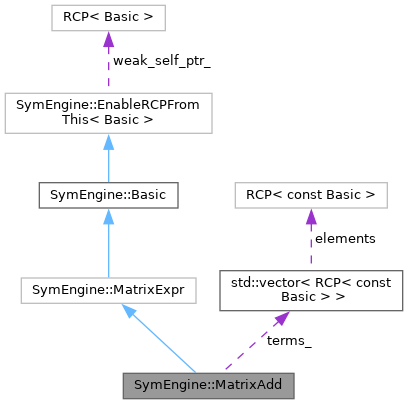 RCP< Basic >
weak_self_ptr_
SymEngine::EnableRCPFrom
This< Basic >
SymEngine::Basic
RCP< const Basic >
elements
SymEngine::MatrixExpr
std::vector< RCP< const
Basic > >
terms_
SymEngine::MatrixAdd